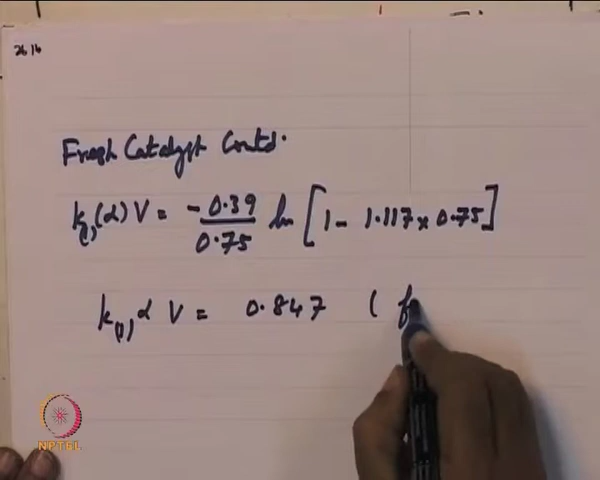 26 16
Fresh Catalyst Contd.
k(1)(α) V = -0.39/0.75 ln [1 - 1.117 x 0.75]
k(1) α V = 0.847 ( f
NPTEL